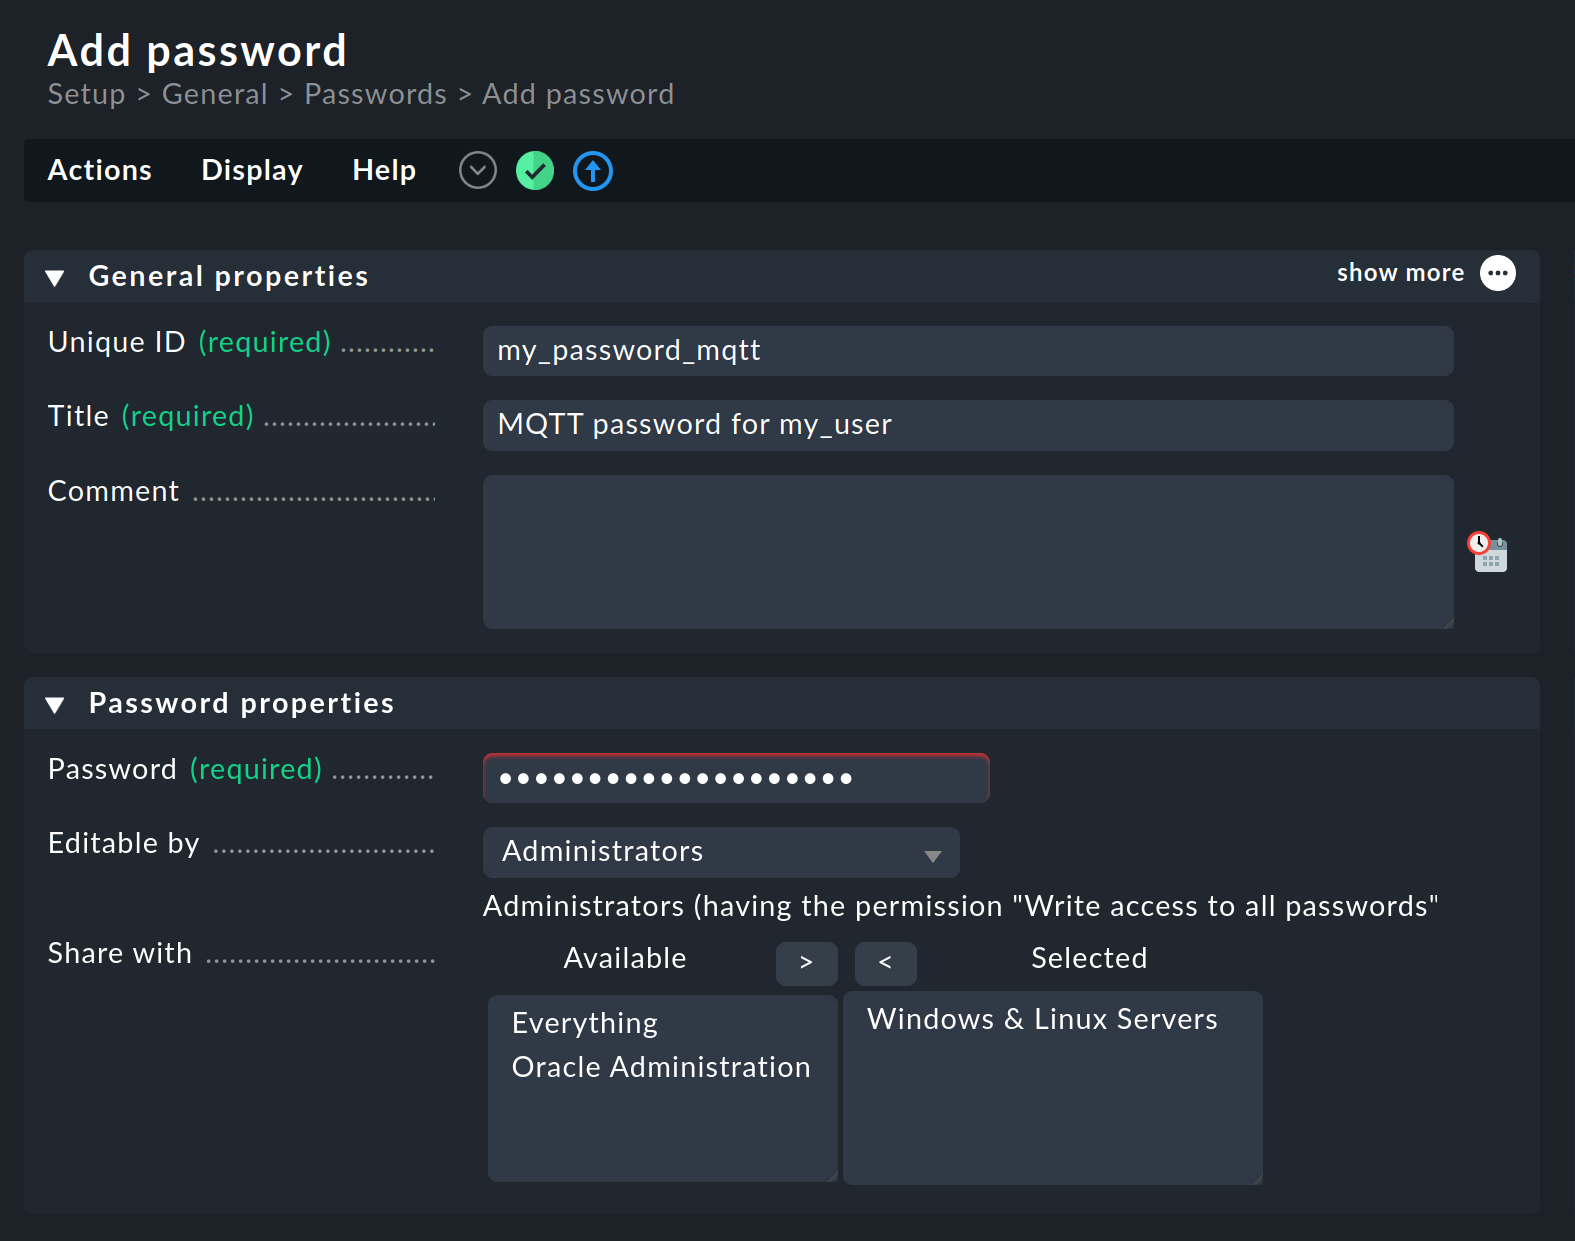 Add password
Setup > General > Passwords > Add password
Actions Display Help
General properties show more
Unique ID (required) my_password_mqtt
Title (required) MQTT password for my_user
Comment
Password properties
Password (required) ●●●●●●●●●●●●●●●●●●●●
Editable by Administrators
Administrators (having the permission "Write access to all passwords"
Share with Available > < Selected
Everything Windows & Linux Servers
Oracle Administration